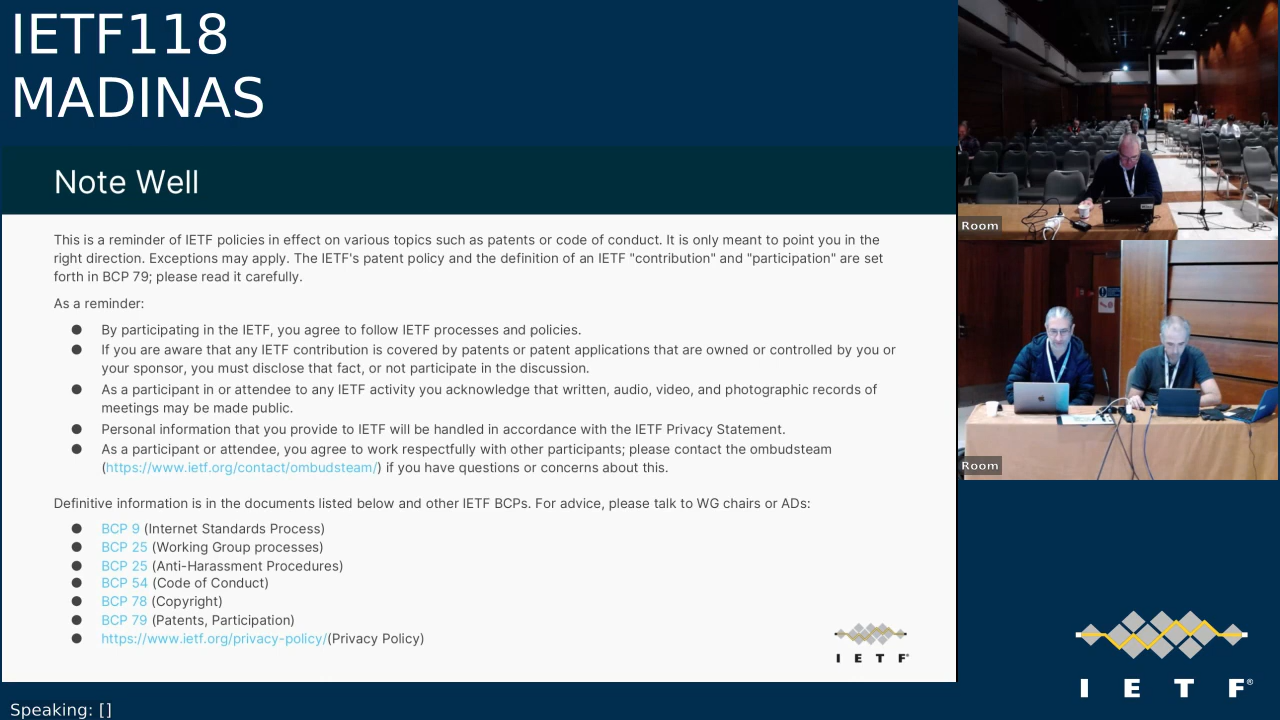 IETF118
MADINAS
Note Well
This is a reminder of IETF policies in effect on various topics such as patents or code of conduct. It is only meant to point you in the
right direction. Exceptions may apply. The IETF's patent policy and the definition of an IETF "contribution" and "participation" are set
forth in BCP 79; please read it carefully.
As a reminder:
● By participating in the IETF, you agree to follow IETF processes and policies.
● If you are aware that any IETF contribution is covered by patents or patent applications that are owned or controlled by you or
your sponsor, you must disclose that fact, or not participate in the discussion.
● As a participant in or attendee to any IETF activity you acknowledge that written, audio, video, and photographic records of
meetings may be made public.
● Personal information that you provide to IETF will be handled in accordance with the IETF Privacy Statement.
● As a participant or attendee, you agree to work respectfully with other participants; please contact the ombudsteam
(https://www.ietf.org/contact/ombudsteam/) if you have questions or concerns about this.
Definitive information is in the documents listed below and other IETF BCPs. For advice, please talk to WG chairs or ADs:
● BCP 9 (Internet Standards Process)
● BCP 25 (Working Group processes)
● BCP 25 (Anti-Harassment Procedures)
● BCP 54 (Code of Conduct)
● BCP 78 (Copyright)
● BCP 79 (Patents, Participation)
● https://www.ietf.org/privacy-policy/(Privacy Policy)
I E T F®
Room
Room
I E T F®
Speaking: []